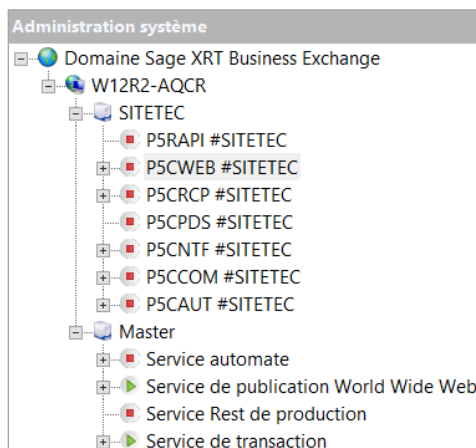 Administration système
Domaine Sage XRT Business Exchange
W12R2-AQCR
SITETEC
P5RAPI #SITETEC
P5CWEB #SITETEC
P5CRCP #SITETEC
P5CPDS #SITETEC
P5CNTF #SITETEC
P5CCOM #SITETEC
P5CAUT #SITETEC
Master
Service automate
Service de publication World Wide Web
Service Rest de production
Service de transaction